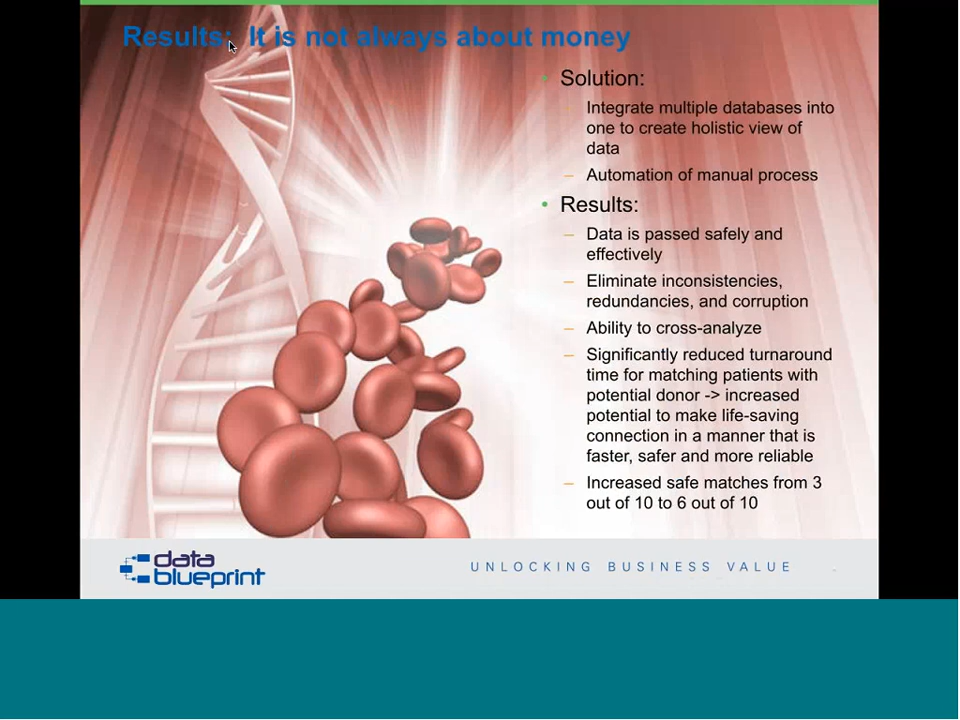 Results: It is not always about money
• Solution:
– Integrate multiple databases into
one to create holistic view of
data
– Automation of manual process
• Results:
– Data is passed safely and
effectively
– Eliminate inconsistencies,
redundancies, and corruption
– Ability to cross-analyze
– Significantly reduced turnaround
time for matching patients with
potential donor -> increased
potential to make life-saving
connection in a manner that is
faster, safer and more reliable
– Increased safe matches from 3
out of 10 to 6 out of 10
data
blueprint
UNLOCKING BUSINESS VALUE